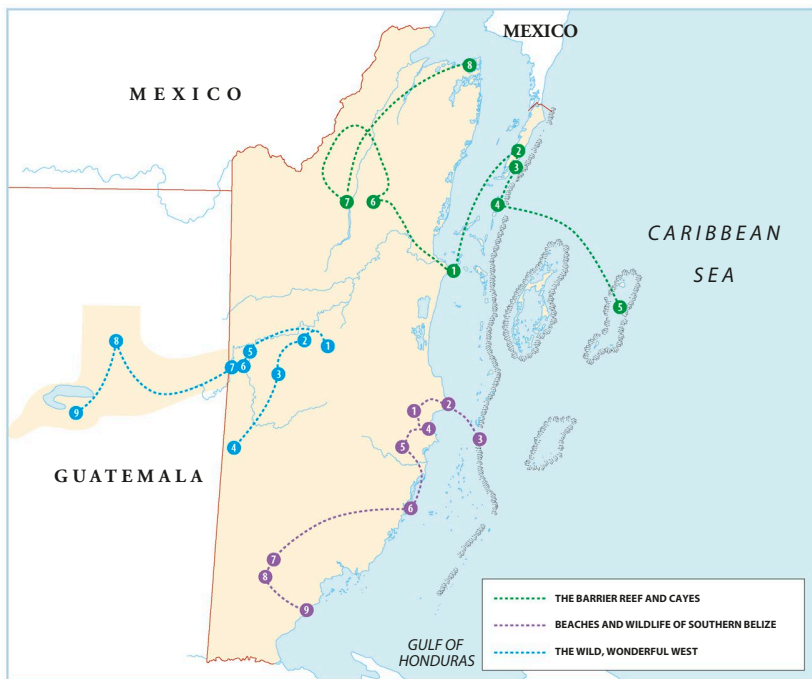 MEXICO
MEXICO
8
2
3
7
6
4
1
CARIBBEAN
SEA
5
8
5
2
1
7
6
3
9
1
2
4
3
5
4
GUATEMALA
6
7
8
9
THE BARRIER REEF AND CAYES
BEACHES AND WILDLIFE OF SOUTHERN BELIZE
THE WILD, WONDERFUL WEST
GULF OF
HONDURAS